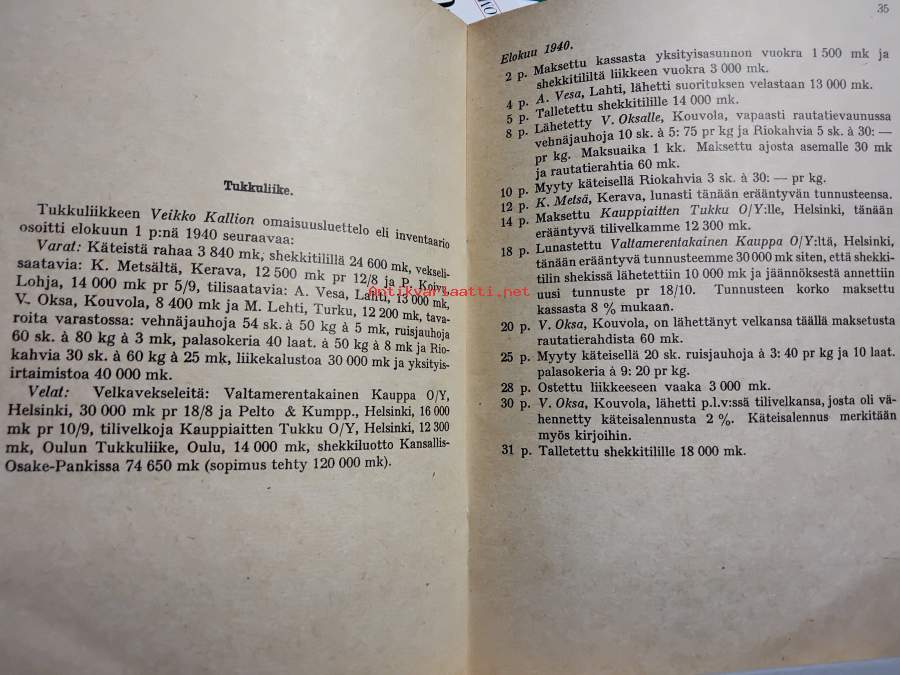 Tukkuliike.
Tukkuliikkeen Veikko Kallion omaisuusluettelo eli inventaario
osoitti elokuun 1 p:nä 1940 seuraavaa:
Varat: Käteistä rahaa 3 840 mk, shekkitilillä 24 600 mk, vekseli-
saatavia: K. Metsältä, Kerava, 12 500 mk pr 12/8 ja P. Koivu,
Lohja, 14 000 mk pr 5/9, tilisaatavia: A. Vesa, Lahti, 13 000 mk,
V. Oksa, Kouvola, 8 400 mk ja M. Lehti, Turku, 12 200 mk, tava-
roita varastossa: vehnäjauhoja 54 sk. à 50 kg à 5 mk, ruisjauhoja
60 sk. à 80 kg à 3 mk, palasokeria 40 laat. à 50 kg à 8 mk ja Rio-
kahvia 30 sk. à 60 kg à 25 mk, liikekalustoa 30 000 mk ja yksityis-
irtaimistoa 40 000 mk.
Velat: Velkavekseleitä: Valtamerentakainen Kauppa O/Y,
Helsinki, 30 000 mk pr 18/8 ja Pelto & Kumpp., Helsinki, 16 000
mk pr 10/9, tilivelkoja Kauppiaitten Tukku O/Y, Helsinki, 12 300
mk, Oulun Tukkuliike, Oulu, 14 000 mk, shekkiluotto Kansallis-
Osake-Pankissa 74 650 mk (sopimus tehty 120 000 mk).
antikvariaatti.net
35
Elokuu 1940.
2 p. Maksettu kassasta yksityisasunnon vuokra 1 500 mk ja
shekkitililtä liikkeen vuokra 3 000 mk.
4 p. A. Vesa, Lahti, lähetti suorituksen velastaan 13 000 mk.
5 p. Talletettu shekkitilille 14 000 mk.
8 p. Lähetetty V. Oksalle, Kouvola, vapaasti rautatievaunussa
vehnäjauhoja 10 sk. à 5: 75 pr kg ja Riokahvia 5 sk. à 30: —
pr kg. Maksuaika 1 kk. Maksettu ajosta asemalle 30 mk
ja rautatierahtia 60 mk.
10 p. Myyty käteisellä Riokahvia 3 sk. à 30: — pr kg.
12 p. K. Metsä, Kerava, lunasti tänään erääntyvän tunnusteensa.
14 p. Maksettu Kauppiaitten Tukku O/Y:lle, Helsinki, tänään
erääntyvä tilivelkamme 12 300 mk.
18 p. Lunastettu Valtamerentakainen Kauppa O/Y:ltä, Helsinki,
tänään erääntyvä tunnusteemme 30 000 mk siten, että shekki-
tilin shekissä lähetettiin 10 000 mk ja jäännöksestä annettiin
uusi tunnuste pr 18/10. Tunnusteen korko maksettu
kassasta 8 % mukaan.
20 p. V. Oksa, Kouvola, on lähettänyt velkansa täällä maksetusta
rautatierahdista 60 mk.
25 p. Myyty käteisellä 20 sk. ruisjauhoja à 3: 40 pr kg ja 10 laat.
palasokeria à 9: 20 pr kg.
28 p. Ostettu liikkeeseen vaaka 3 000 mk.
30 p. V. Oksa, Kouvola, lähetti p.l.v:ssä tilivelkansa, josta oli vä-
hennetty käteisalennusta 2 %. Käteisalennus merkitään
myös kirjoihin.
31 p. Talletettu shekkitilille 18 000 mk.